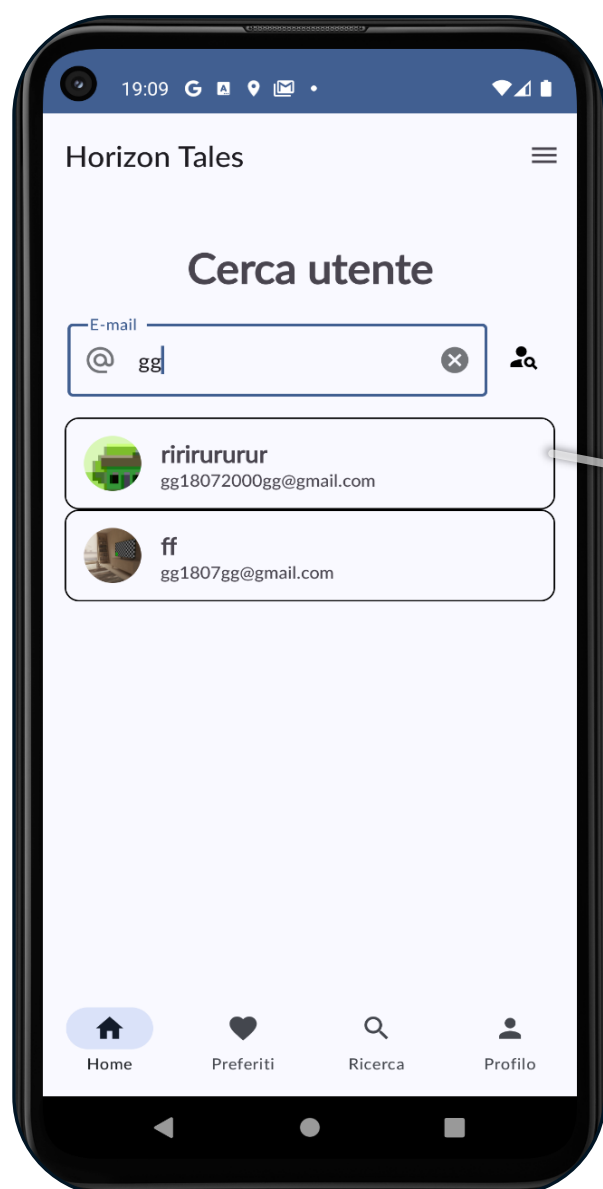 19:09
Horizon Tales
Cerca utente
E-mail
gg
ririrururur
gg18072000gg@gmail.com
ff
gg1807gg@gmail.com
Home
Preferiti
Ricerca
Profilo